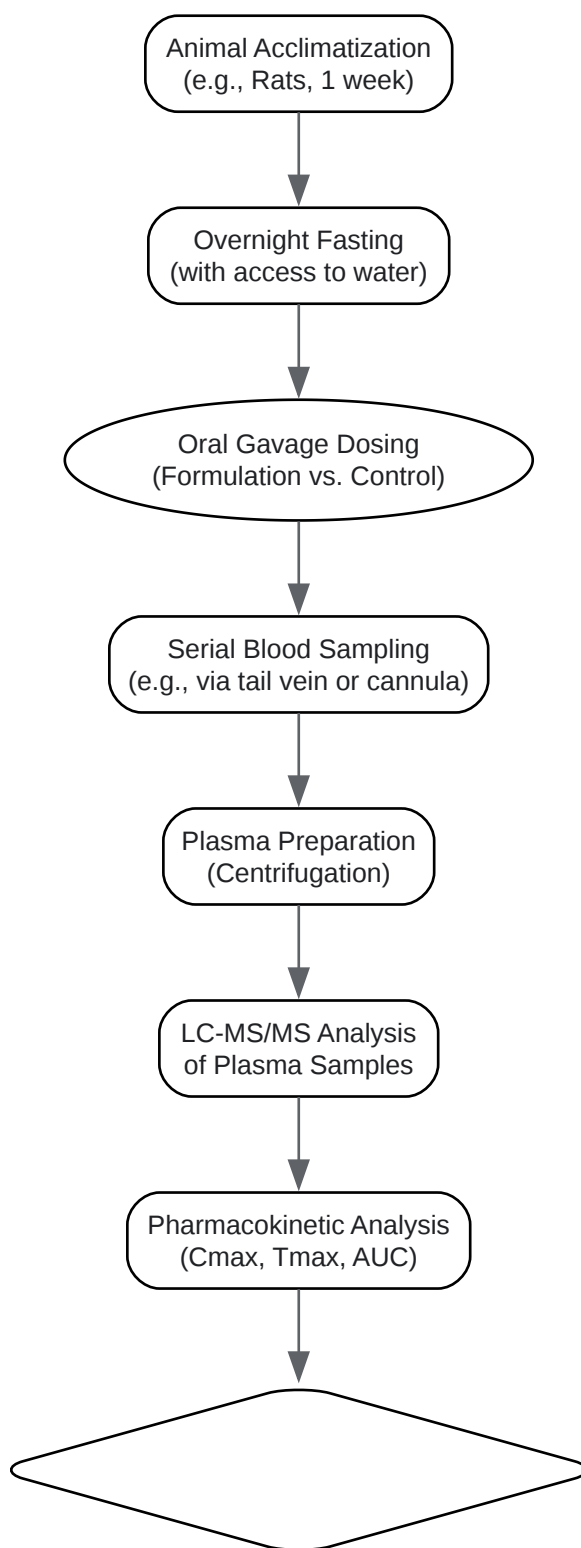 Animal Acclimatization
(e.g., Rats, 1 week)
Overnight Fasting
(with access to water)
Oral Gavage Dosing
(Formulation vs. Control)
Serial Blood Sampling
(e.g., via tail vein or cannula)
Plasma Preparation
(Centrifugation)
LC-MS/MS Analysis
of Plasma Samples
Pharmacokinetic Analysis
(Cmax, Tmax, AUC)